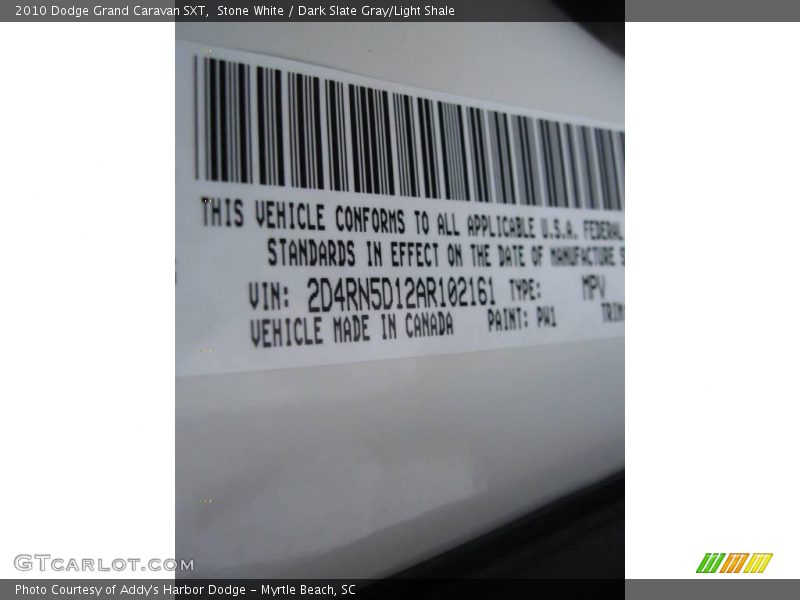 2010 Dodge Grand Caravan SXT, Stone White / Dark Slate Gray/Light Shale
THIS VEHICLE CONFORMS TO ALL APPLICABLE U.S.A. FEDERAL
STANDARDS IN EFFECT ON THE DATE OF MANUFACTURE S
VIN: 2D4RN5D12AR102161 TYPE: MPV
VEHICLE MADE IN CANADA PAINT: PW1 TRIM
GTCARLOT.COM
Photo Courtesy of Addy's Harbor Dodge - Myrtle Beach, SC